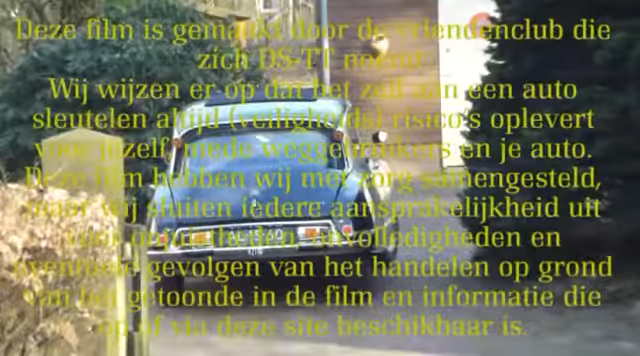 Deze film is gemaakt door de vriendenclub die
zich DS-TT noemt.
Wij wijzen er op dat het zelf aan een auto
sleutelen altijd (veiligheids) risico's oplevert
voor jezelf, mede weggebruikers en je auto.
Deze film hebben wij met zorg samengesteld,
maar wij sluiten iedere aansprakelijkheid uit
voor onvolledigheden en
eventuele gevolgen van het handelen op grond
van het getoonde in de film en informatie die
op of via deze site beschikbaar is.